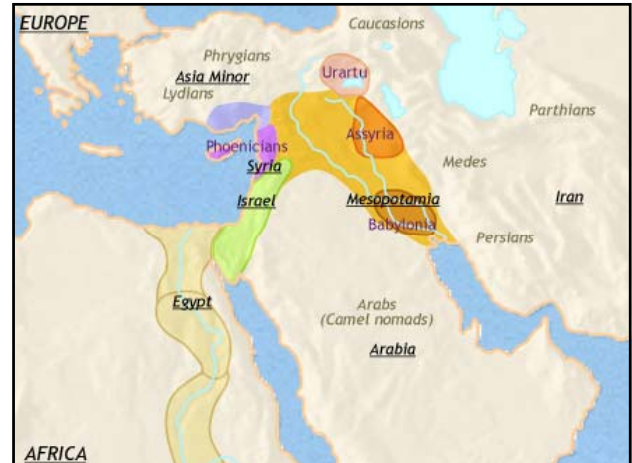 EUROPE
Caucasions
Phrygians
Urartu
Asia Minor
Lydians
Parthians
Assyria
Phoenicians
Medes
Syria
Israel
Mesopotamia
Iran
Babylonia
Persians
Egypt
Arabs
(Camel nomads)
Arabia
AFRICA